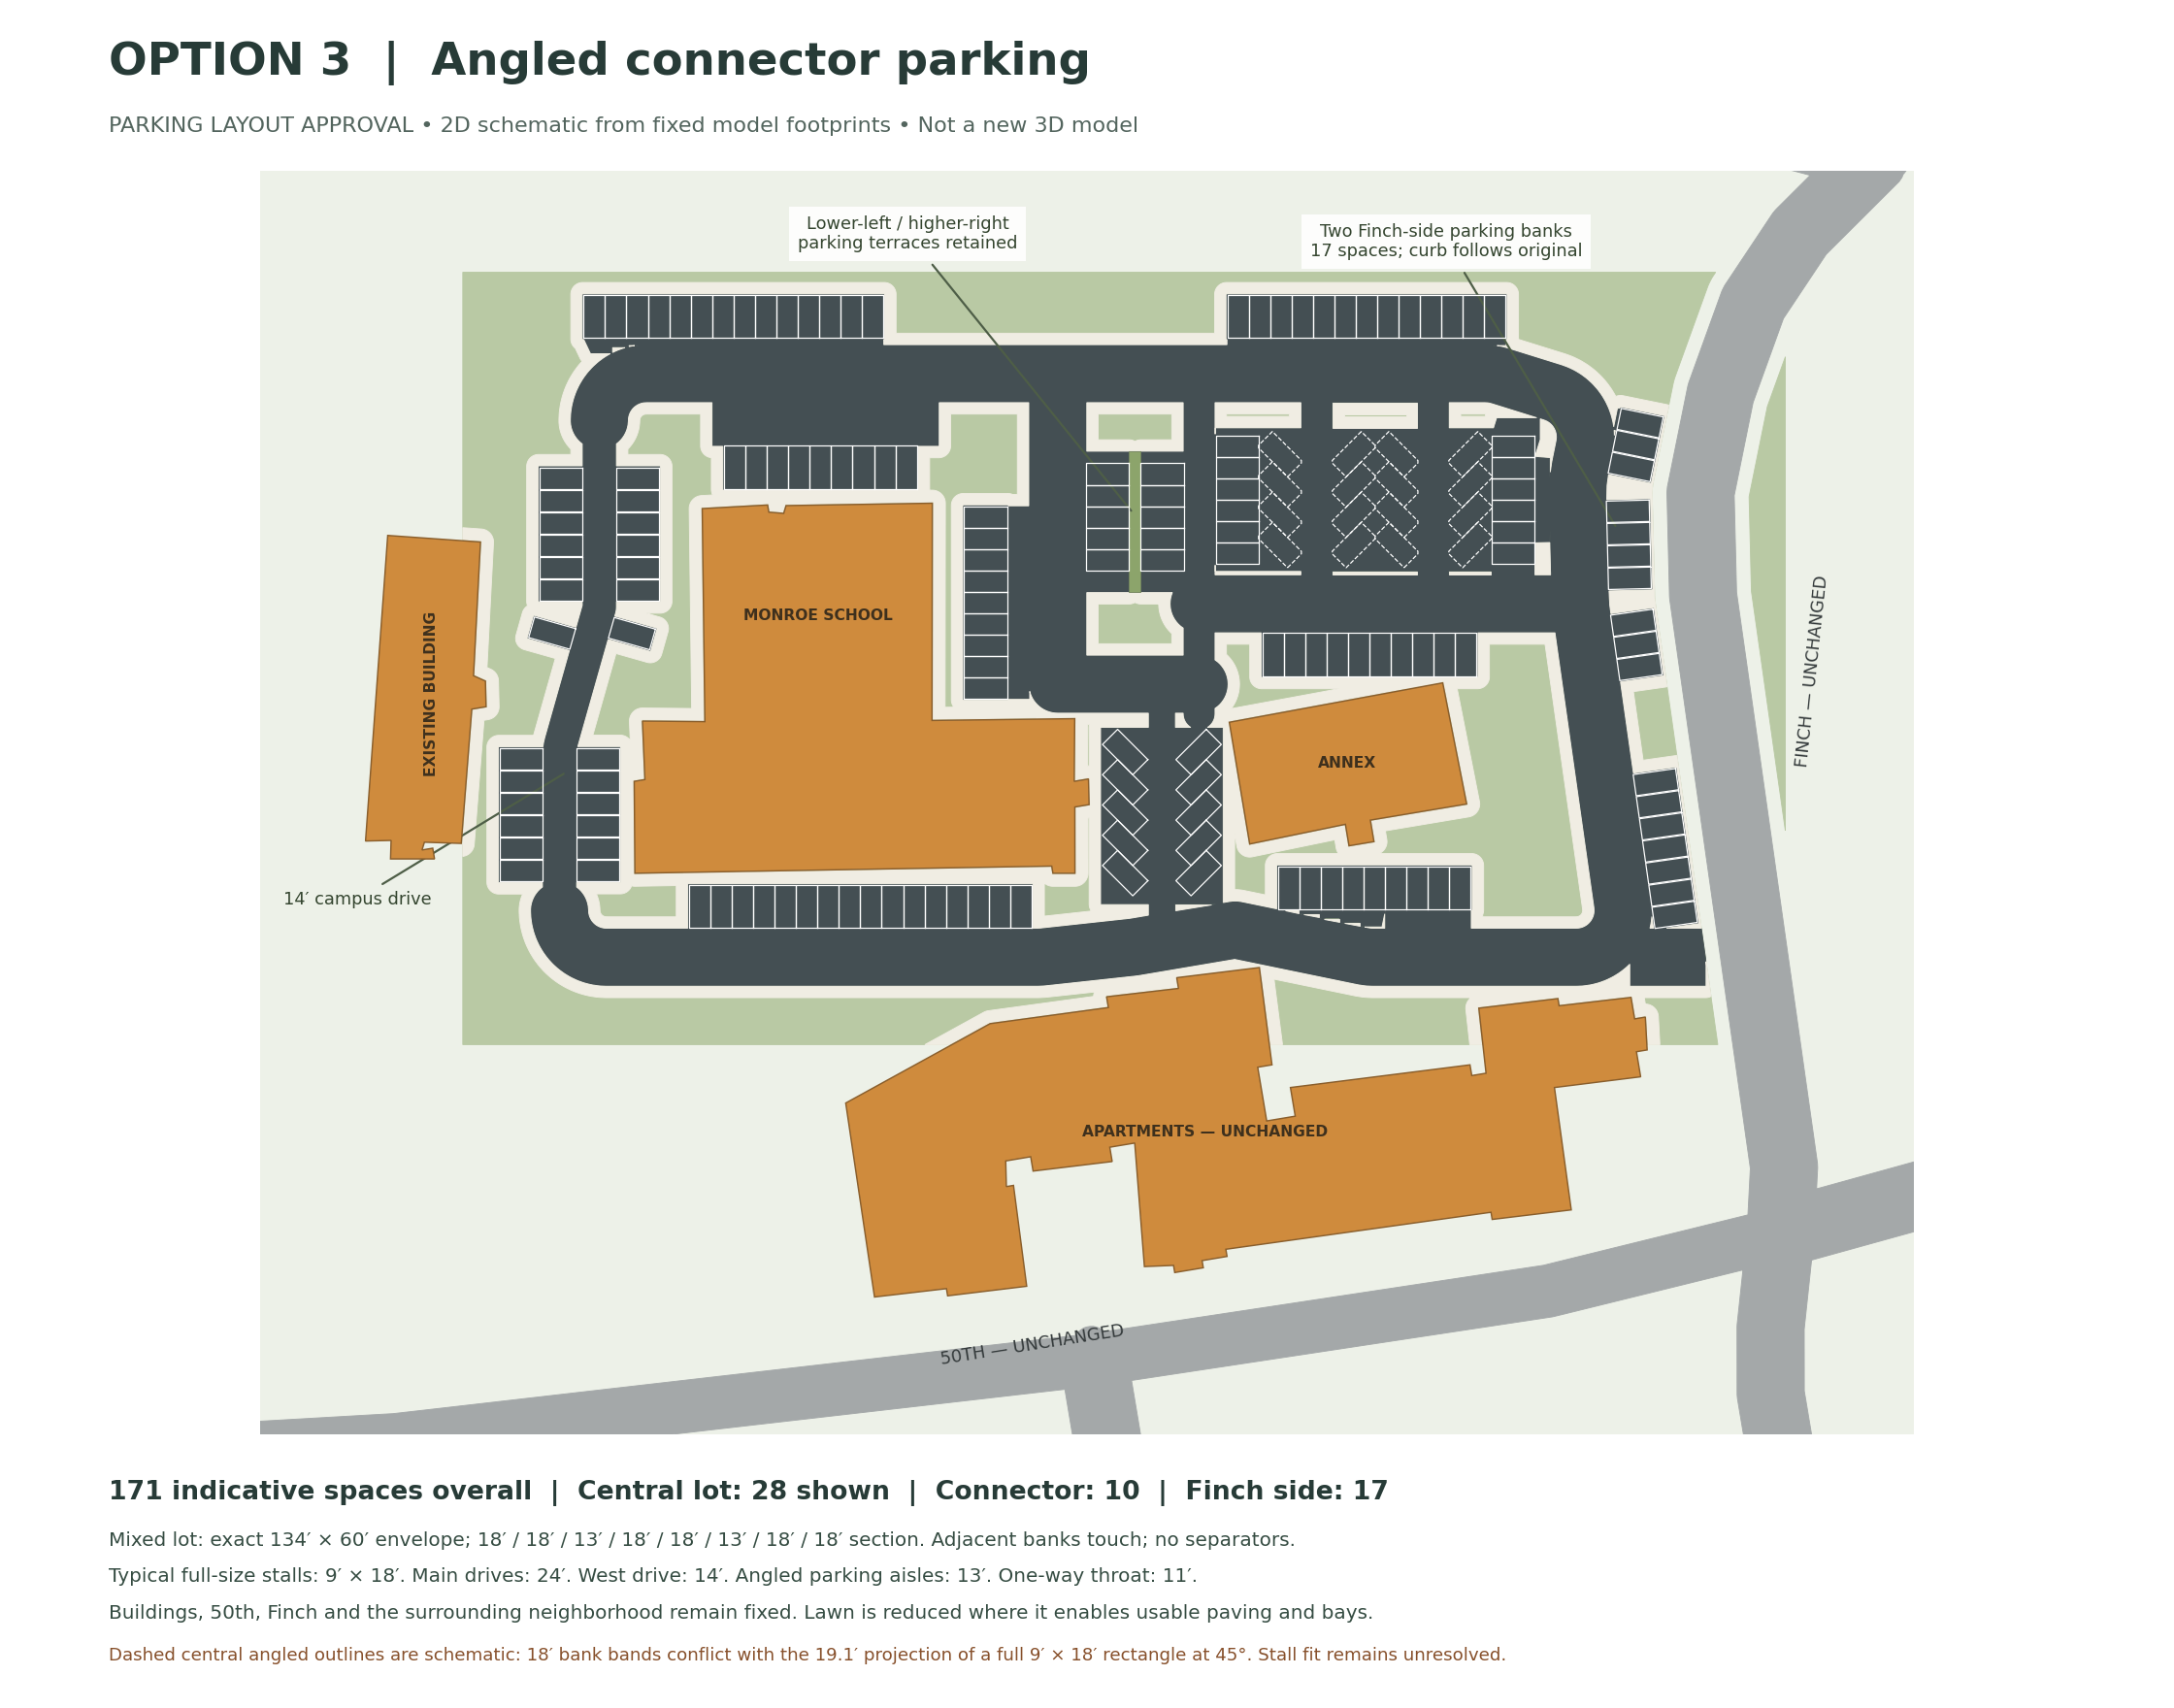 OPTION 3 | Angled connector parking
PARKING LAYOUT APPROVAL • 2D schematic from fixed model footprints • Not a new 3D model
Lower-left / higher-right
parking terraces retained
Two Finch-side parking banks
17 spaces; curb follows original
MONROE SCHOOL
EXISTING BUILDING
ANNEX
FINCH — UNCHANGED
14′ campus drive
APARTMENTS — UNCHANGED
50TH — UNCHANGED
171 indicative spaces overall | Central lot: 28 shown | Connector: 10 | Finch side: 17
Mixed lot: exact 134′ × 60′ envelope; 18′ / 18′ / 13′ / 18′ / 18′ / 13′ / 18′ / 18′ section. Adjacent banks touch; no separators.
Typical full-size stalls: 9′ × 18′. Main drives: 24′. West drive: 14′. Angled parking aisles: 13′. One-way throat: 11′.
Buildings, 50th, Finch and the surrounding neighborhood remain fixed. Lawn is reduced where it enables usable paving and bays.
Dashed central angled outlines are schematic: 18′ bank bands conflict with the 19.1′ projection of a full 9′ × 18′ rectangle at 45°. Stall fit remains unresolved.